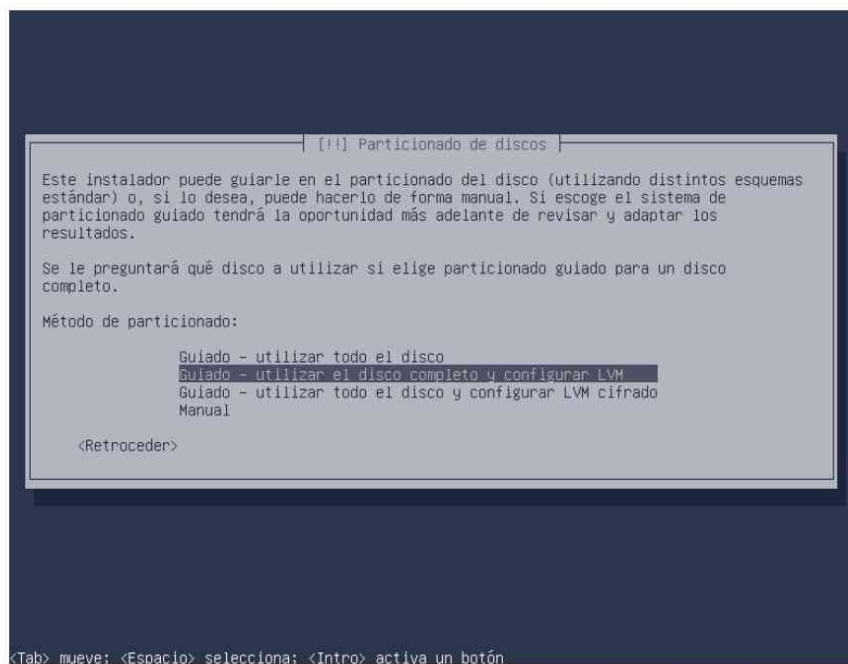 [!!] Particionado de discos
Este instalador puede guiarle en el particionado del disco (utilizando distintos esquemas
estándar) o, si lo desea, puede hacerlo de forma manual. Si escoge el sistema de
particionado guiado tendrá la oportunidad más adelante de revisar y adaptar los
resultados.
Se le preguntará qué disco a utilizar si elige particionado guiado para un disco
completo.
Método de particionado:
Guiado - utilizar todo el disco
Guiado - utilizar el disco completo y configurar LVM
Guiado - utilizar todo el disco y configurar LVM cifrado
Manual
<Retroceder>
<Tab> mueve; <Espacio> selecciona; <Intro> activa un botón